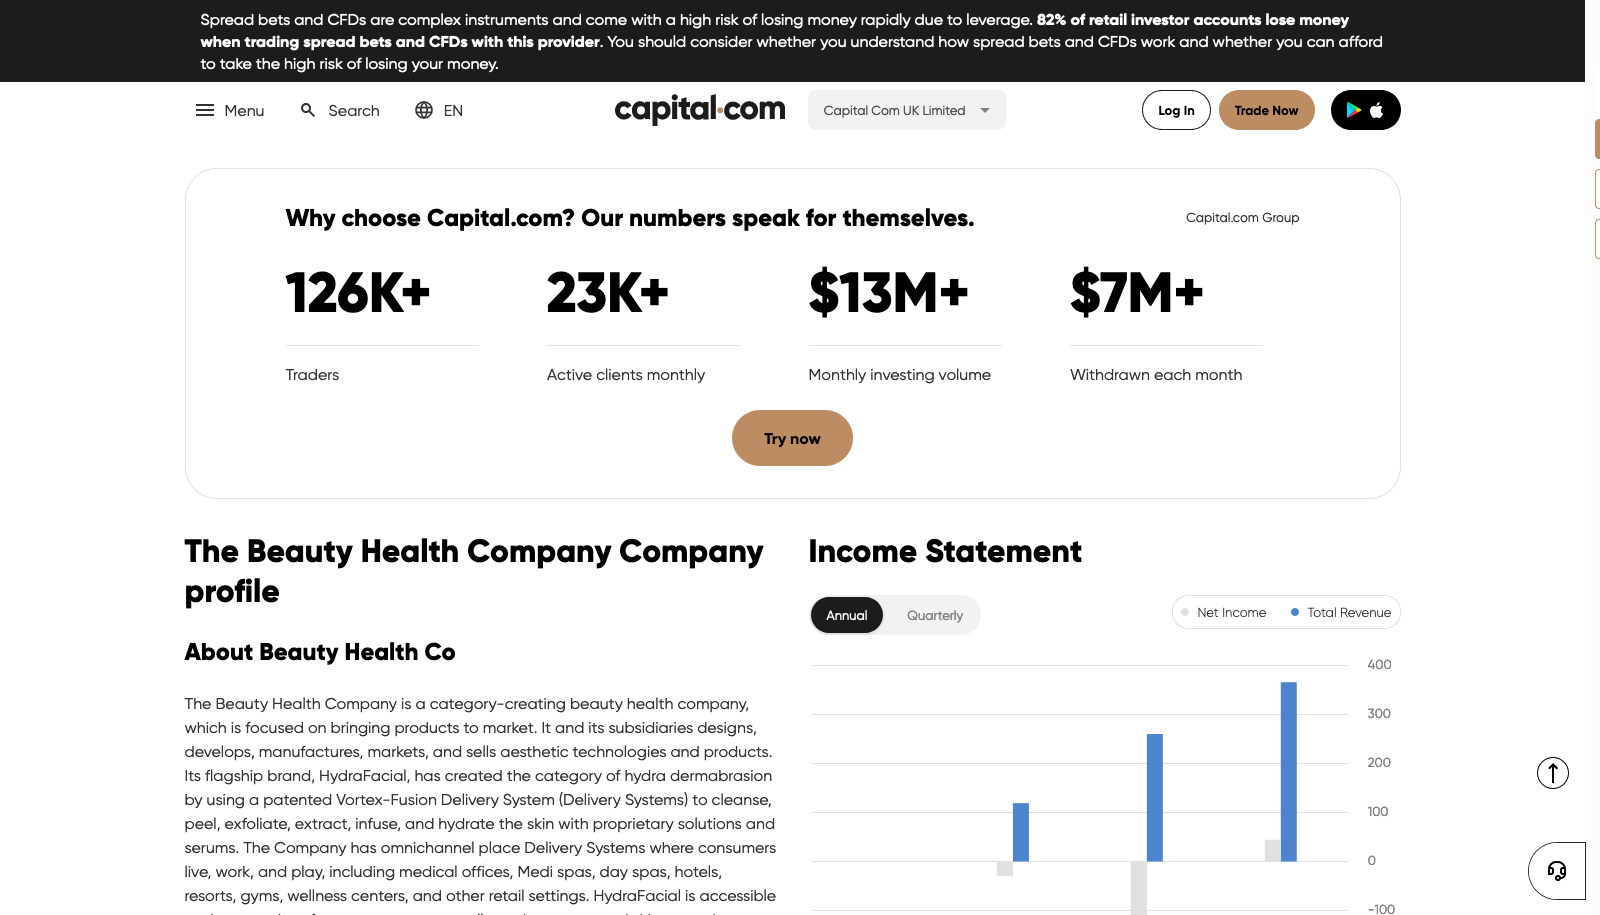 Spread bets and CFDs are complex instruments and come with a high risk of losing money rapidly due to leverage. 82% of retail investor accounts lose money
when trading spread bets and CFDs with this provider. You should consider whether you understand how spread bets and CFDs work and whether you can afford
to take the high risk of losing your money.
Menu
Search
EN
capital.com
Capital Com UK Limited
Log In
Trade Now
Why choose Capital.com? Our numbers speak for themselves.
Capital.com Group
126K+
23K+
$13M+
$7M+
Traders
Active clients monthly
Monthly investing volume
Withdrawn each month
Try now
The Beauty Health Company Company
profile
About Beauty Health Co
The Beauty Health Company is a category-creating beauty health company,
which is focused on bringing products to market. It and its subsidiaries designs,
develops, manufactures, markets, and sells aesthetic technologies and products.
Its flagship brand, HydraFacial, has created the category of hydra dermabrasion
by using a patented Vortex-Fusion Delivery System (Delivery Systems) to cleanse,
peel, exfoliate, extract, infuse, and hydrate the skin with proprietary solutions and
serums. The Company has omnichannel place Delivery Systems where consumers
live, work, and play, including medical offices, Medi spas, day spas, hotels,
resorts, gyms, wellness centers, and other retail settings. HydraFacial is accessible
Income Statement
Annual
Quarterly
Net Income
Total Revenue
400
300
200
100
0
-100